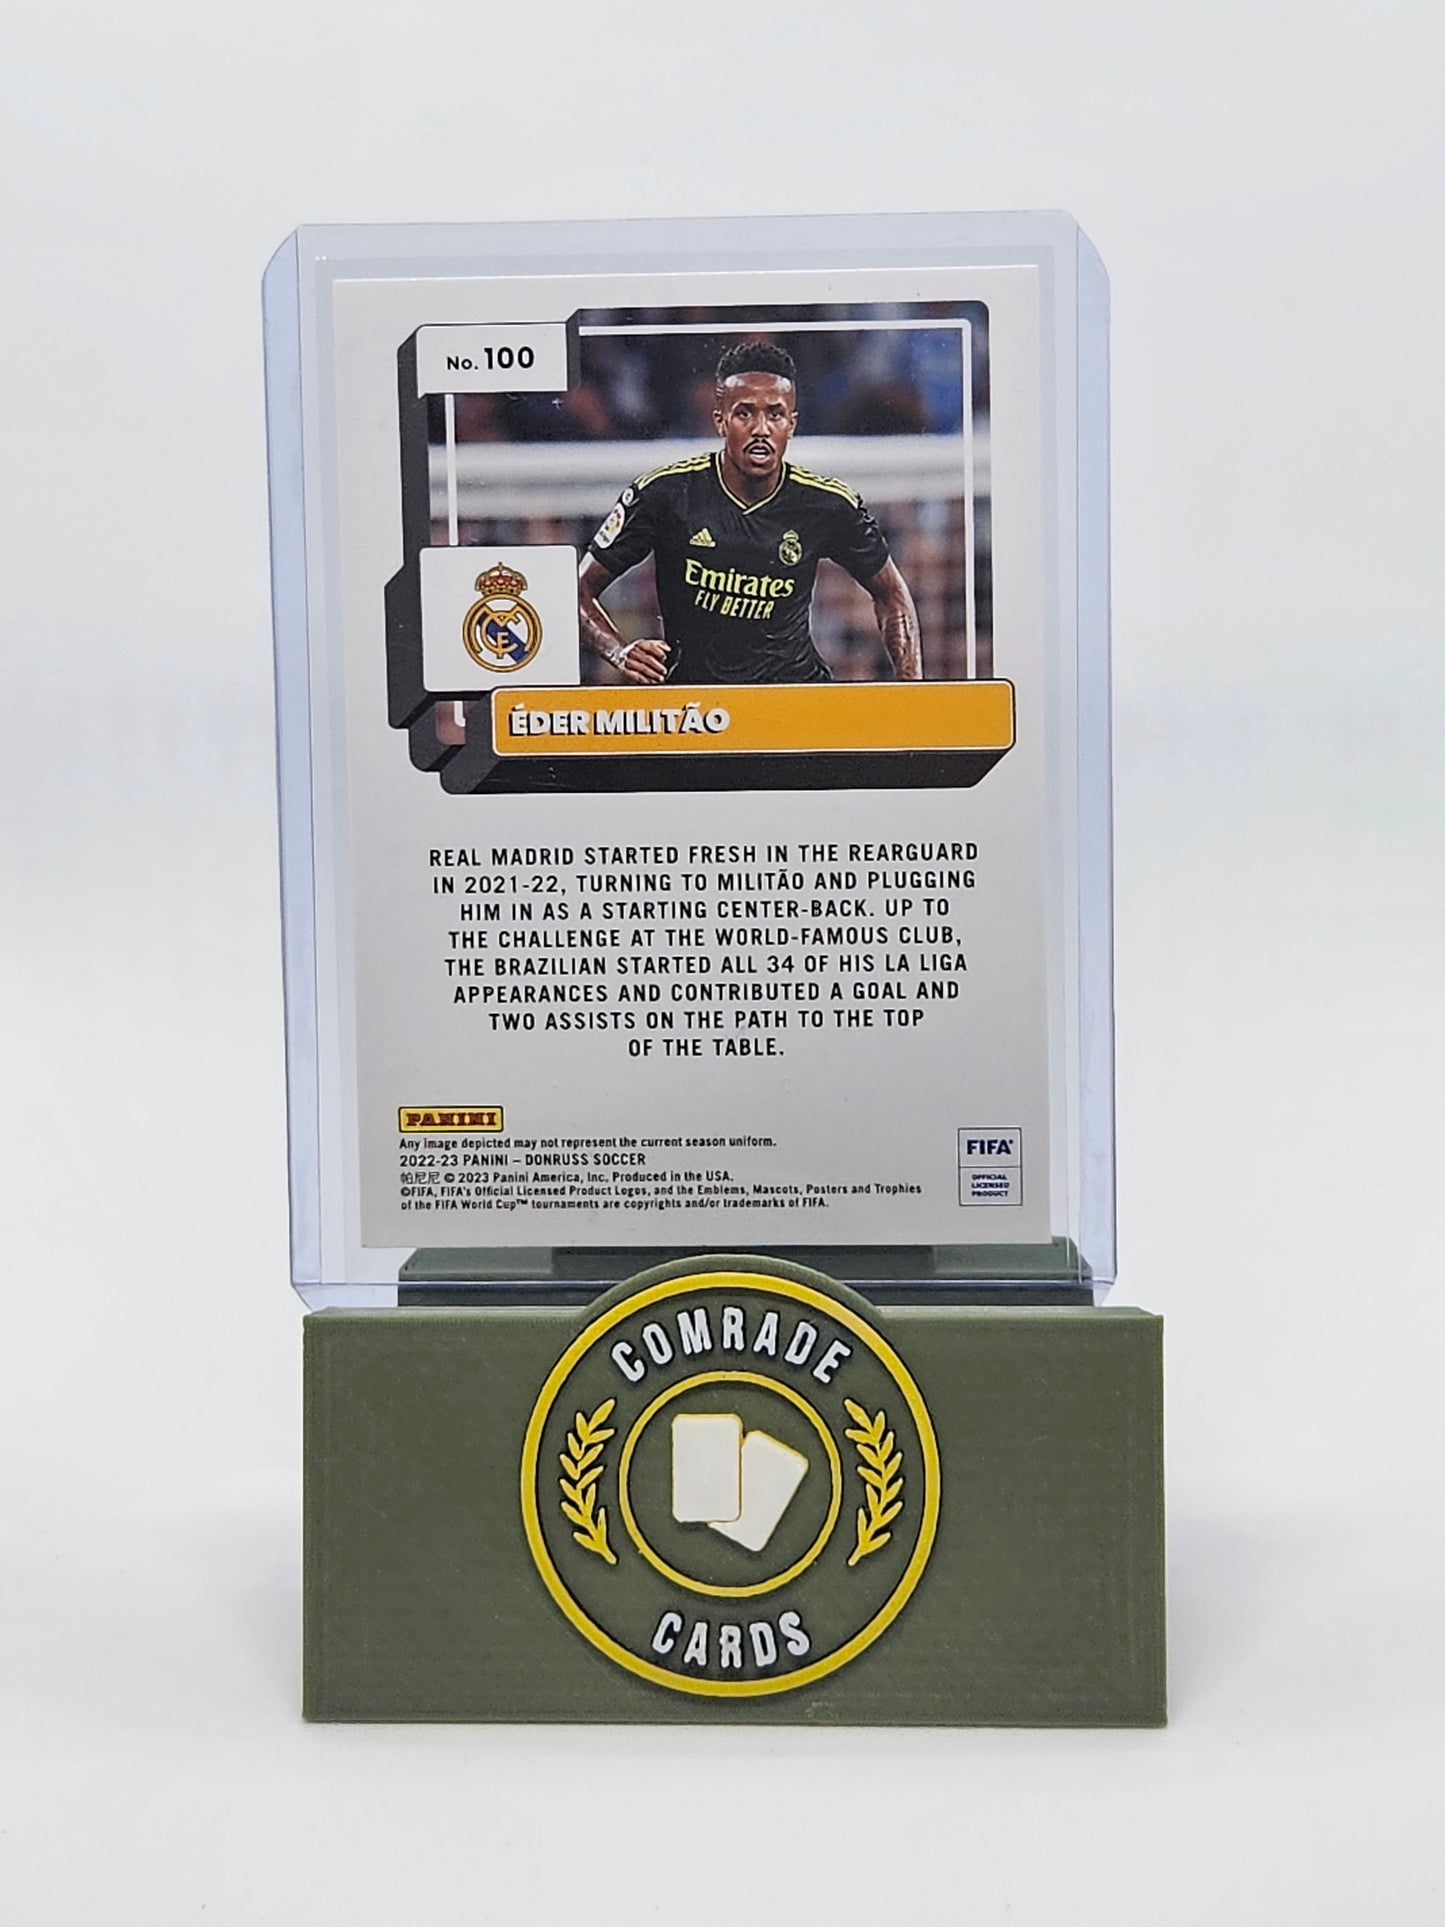 No. 100
Emirates
FLY BETTER
ÉDER MILITÃO
REAL MADRID STARTED FRESH IN THE REARGUARD
IN 2021-22, TURNING TO MILITÃO AND PLUGGING
HIM IN AS A STARTING CENTER-BACK. UP TO
THE CHALLENGE AT THE WORLD-FAMOUS CLUB,
THE BRAZILIAN STARTED ALL 34 OF HIS LA LIGA
APPEARANCES AND CONTRIBUTED A GOAL AND
TWO ASSISTS ON THE PATH TO THE TOP
OF THE TABLE.
PANINI
Any image depicted may not represent the current season uniform.
2022-23 PANINI – DONRUSS SOCCER
帕尼尼 © 2023 Panini America, Inc. Produced in the USA.
©FIFA, FIFA's Official Licensed Product Logos, and the Emblems, Mascots, Posters and Trophies
of the FIFA World Cup™ tournaments are copyrights and/or trademarks of FIFA.
FIFA®
OFFICIAL
LICENSED
PRODUCT
COMRADE
CARDS